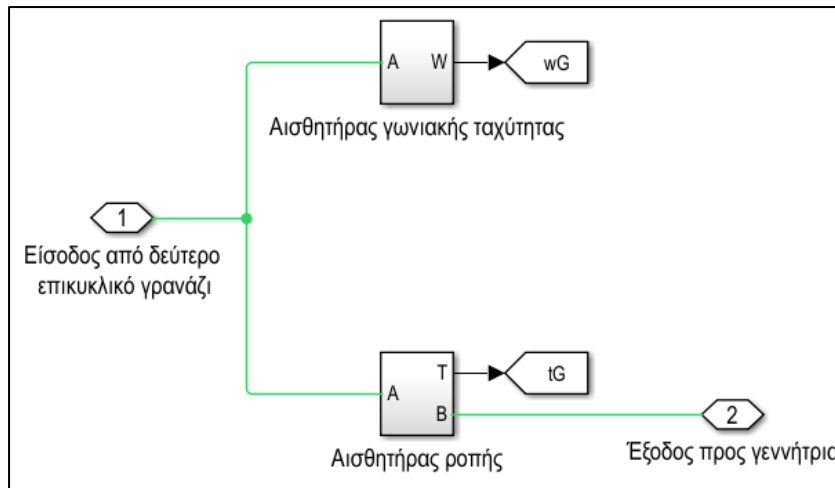 A
W
wG
Αισθητήρας γωνιακής ταχύτητας
1
Είσοδος από δεύτερο
επικυκλικό γρανάζι
A
T
B
tG
2
Αισθητήρας ροπής
Έξοδος προς γεννήτρια